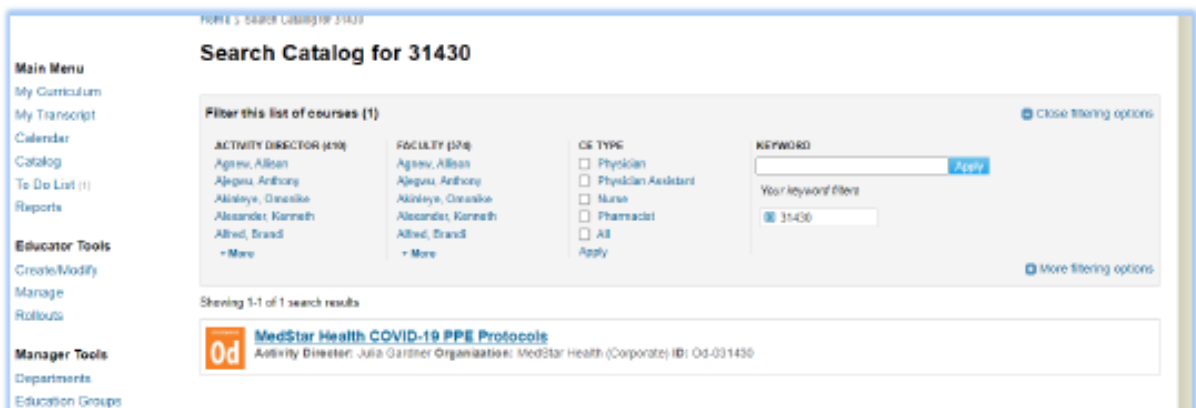 Home > Search Catalog for 31430
Search Catalog for 31430
Main Menu
My Curriculum
My Transcript
Calendar
Catalog
To Do List (1)
Reports
Educator Tools
Create/Modify
Manage
Rollouts
Manager Tools
Departments
Education Groups
Filter this list of courses (1)
Close filtering options
ACTIVITY DIRECTOR (419)
Agnew, Allison
Ajegwu, Anthony
Akinleye, Omonike
Alexander, Kenneth
Alfred, Brandi
+ More
FACULTY (374)
Agnew, Allison
Ajegwu, Anthony
Akinleye, Omonike
Alexander, Kenneth
Alfred, Brandi
+ More
CE TYPE
Physician
Physician Assistant
Nurse
Pharmacist
All
Apply
KEYWORD
Apply
Your keyword filters
31430
More filtering options
Showing 1-1 of 1 search results
Od
MedStar Health COVID-19 PPE Protocols
Activity Director: Julia Gardner Organization: MedStar Health (Corporate) ID: Od-031430